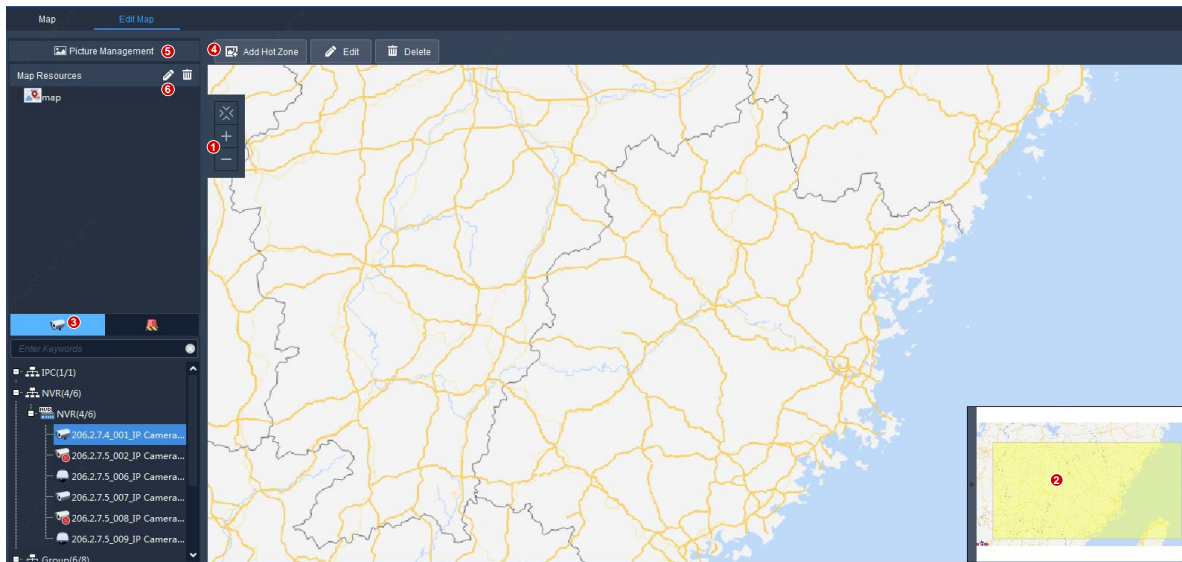 Map Edit Map
Picture Management 5
4 Add Hot Zone Edit Delete
Map Resources
6
map
1
3
Enter Keywords
IPC(1/1)
NVR(4/6)
NVR(4/6)
206.2.7.4_001_IP Camera...
206.2.7.5_002_IP Camera...
206.2.7.5_006_IP Camera...
206.2.7.5_007_IP Camera...
206.2.7.5_008_IP Camera...
206.2.7.5_009_IP Camera...
Group(6/8)
2